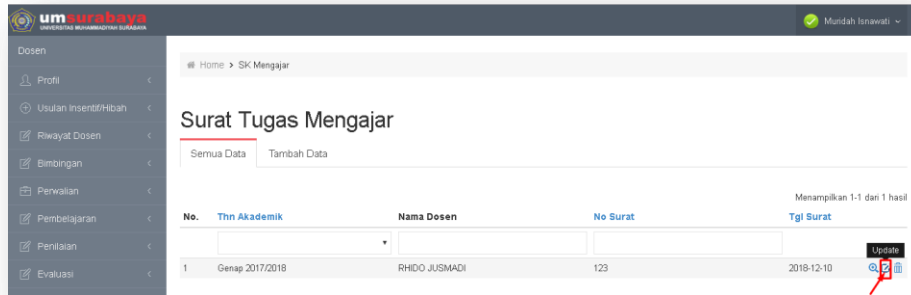 umsurabaya
UNIVERSITAS MUHAMMADIYAH SURABAYA
Muridah Isnawati
Dosen
Home > SK Mengajar
Profil
Usulan Insentif/Hibah
Riwayat Dosen
Bimbingan
Perwalian
Pembelajaran
Penilaian
Evaluasi
Surat Tugas Mengajar
Semua Data Tambah Data
Menampilkan 1-1 dari 1 hasil
No. Thn Akademik Nama Dosen No Surat Tgl Surat
Update
1 Genap 2017/2018 RHIDO JUSMADI 123 2018-12-10